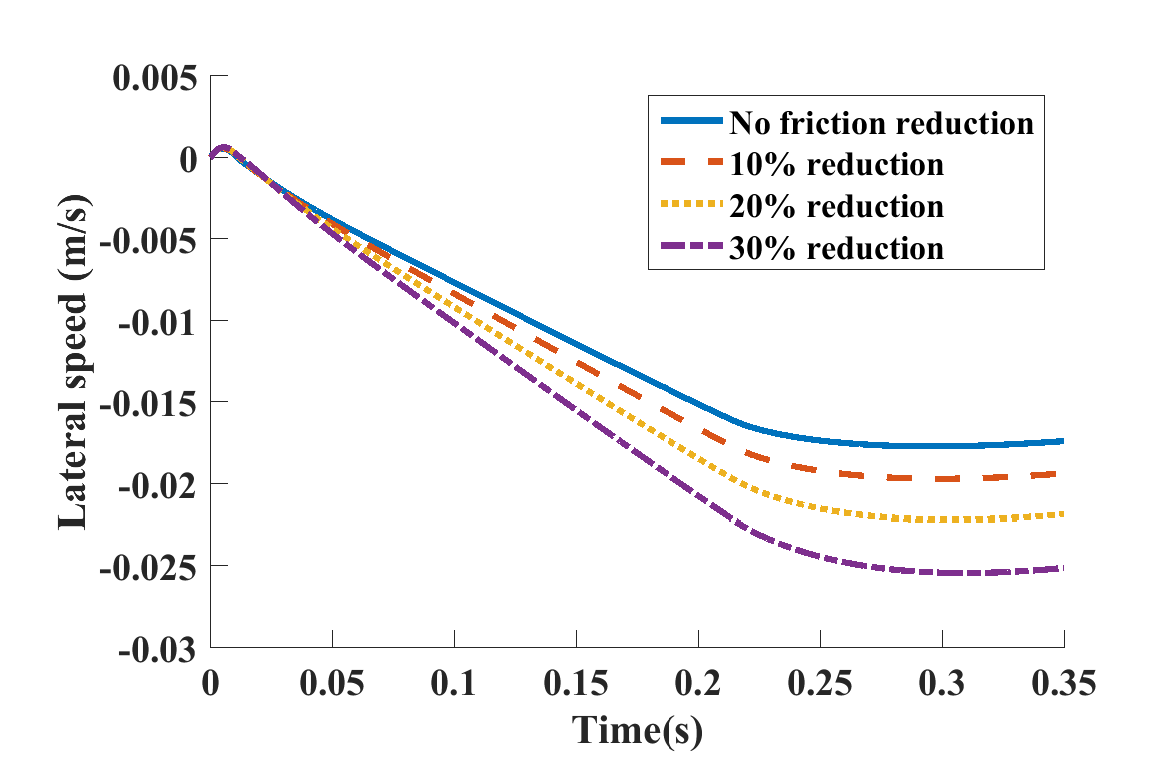 0.005
0
-0.005
-0.01
-0.015
-0.02
-0.025
-0.03
Lateral speed (m/s)
No friction reduction
10% reduction
20% reduction
30% reduction
0 0.05 0.1 0.15 0.2 0.25 0.3 0.35
Time(s)